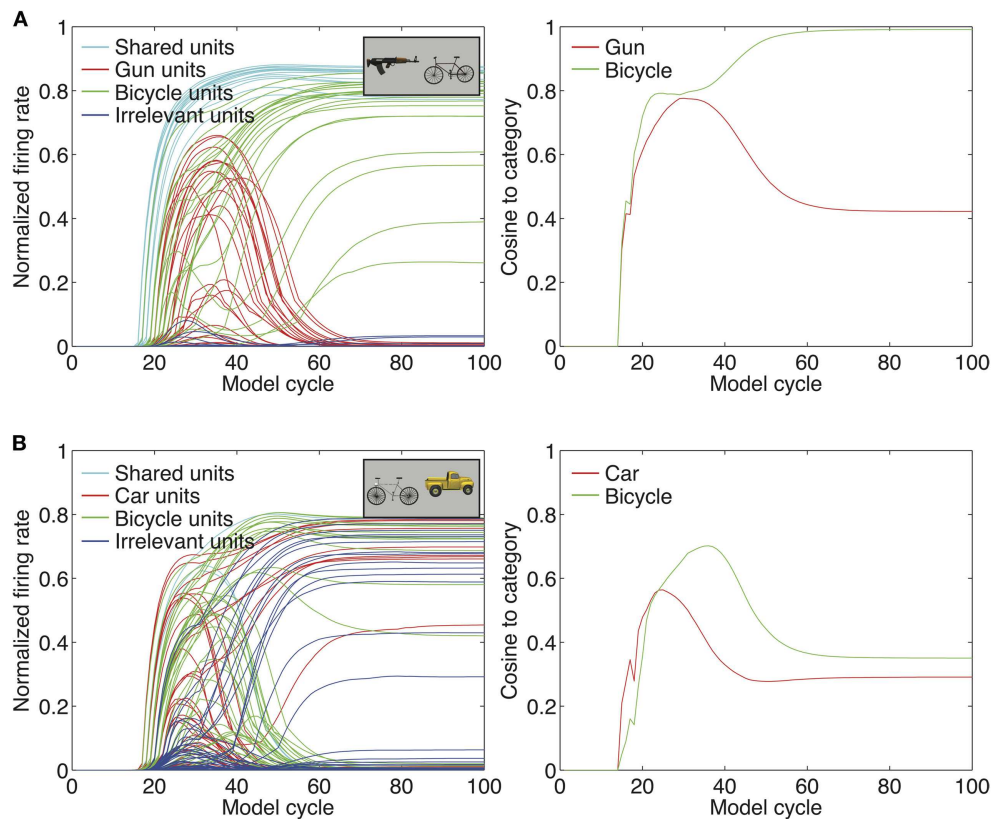 A
Shared units
Gun units
Bicycle units
Irrelevant units
Normalized firing rate
1
0.8
0.6
0.4
0.2
0
0 20 40 60 80 100
Model cycle
Gun
Bicycle
Cosine to category
1
0.8
0.6
0.4
0.2
0
0 20 40 60 80 100
Model cycle
B
Shared units
Car units
Bicycle units
Irrelevant units
Normalized firing rate
1
0.8
0.6
0.4
0.2
0
0 20 40 60 80 100
Model cycle
Car
Bicycle
Cosine to category
1
0.8
0.6
0.4
0.2
0
0 20 40 60 80 100
Model cycle